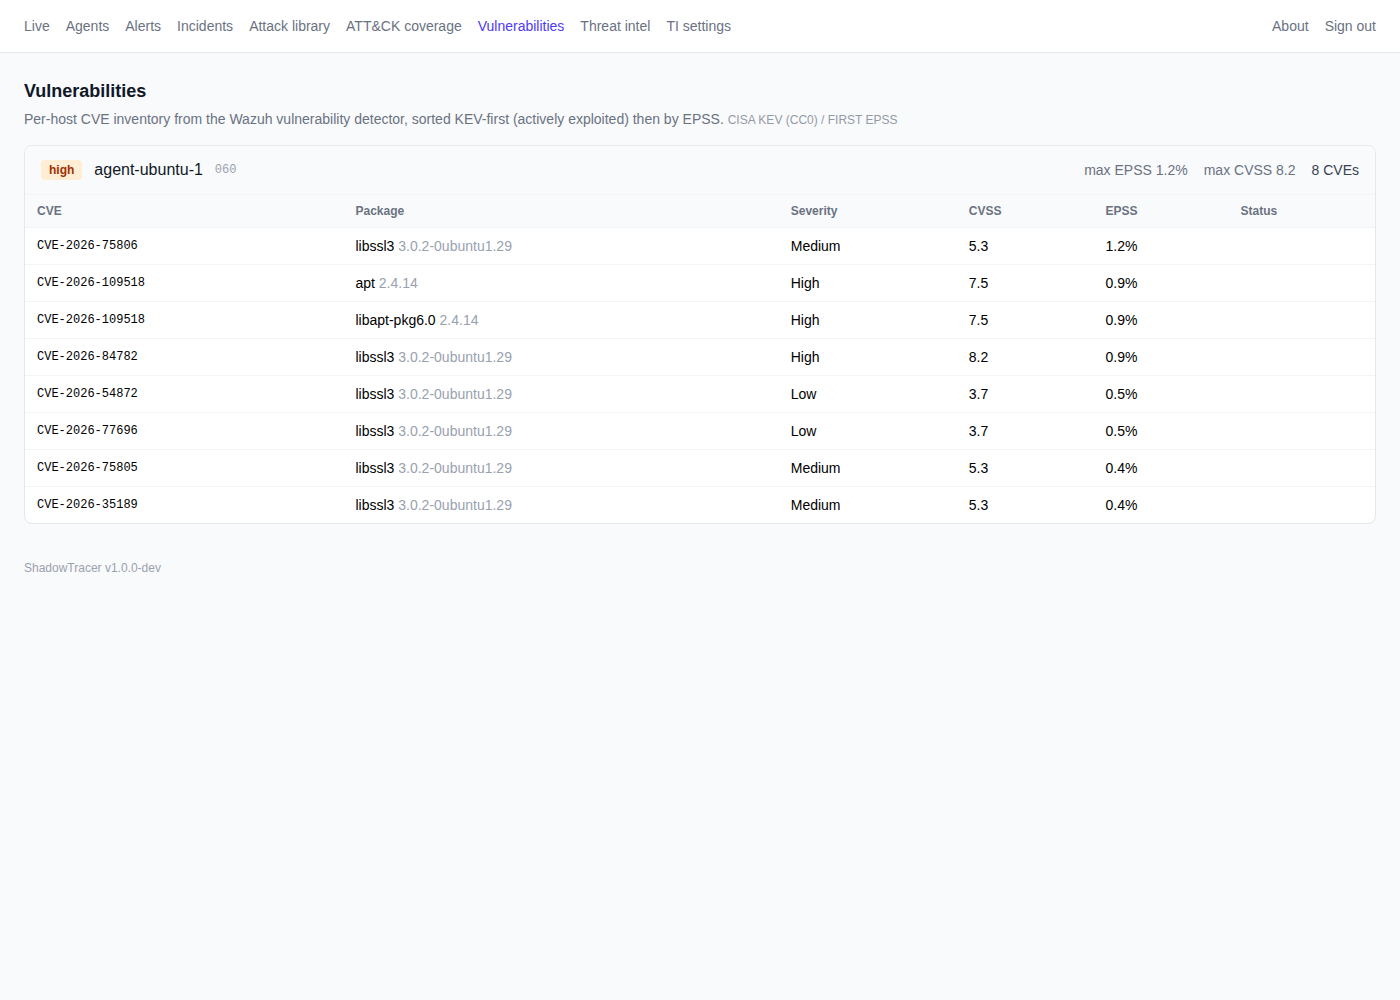 Live Agents Alerts Incidents Attack library ATT&CK coverage Vulnerabilities Threat intel TI settings About Sign out
Vulnerabilities
Per-host CVE inventory from the Wazuh vulnerability detector, sorted KEV-first (actively exploited) then by EPSS. CISA KEV (CC0) / FIRST EPSS
high agent-ubuntu-1 060 max EPSS 1.2% max CVSS 8.2 8 CVEs
CVE Package Severity CVSS EPSS Status
CVE-2026-75806 libssl3 3.0.2-0ubuntu1.29 Medium 5.3 1.2%
CVE-2026-109518 apt 2.4.14 High 7.5 0.9%
CVE-2026-109518 libapt-pkg6.0 2.4.14 High 7.5 0.9%
CVE-2026-84782 libssl3 3.0.2-0ubuntu1.29 High 8.2 0.9%
CVE-2026-54872 libssl3 3.0.2-0ubuntu1.29 Low 3.7 0.5%
CVE-2026-77696 libssl3 3.0.2-0ubuntu1.29 Low 3.7 0.5%
CVE-2026-75805 libssl3 3.0.2-0ubuntu1.29 Medium 5.3 0.4%
CVE-2026-35189 libssl3 3.0.2-0ubuntu1.29 Medium 5.3 0.4%
ShadowTracer v1.0.0-dev